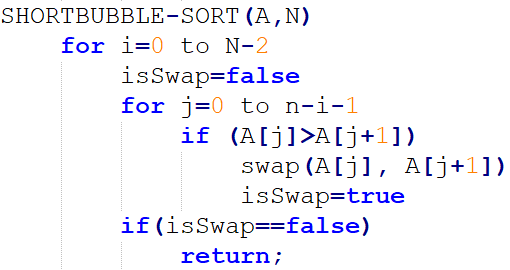 SHORTBUBBLE-SORT(A,N)
    for i=0 to N-2
        isSwap=false
        for j=0 to n-i-1
            if (A[j]>A[j+1])
                swap(A[j], A[j+1])
                isSwap=true
        if(isSwap==false)
            return;